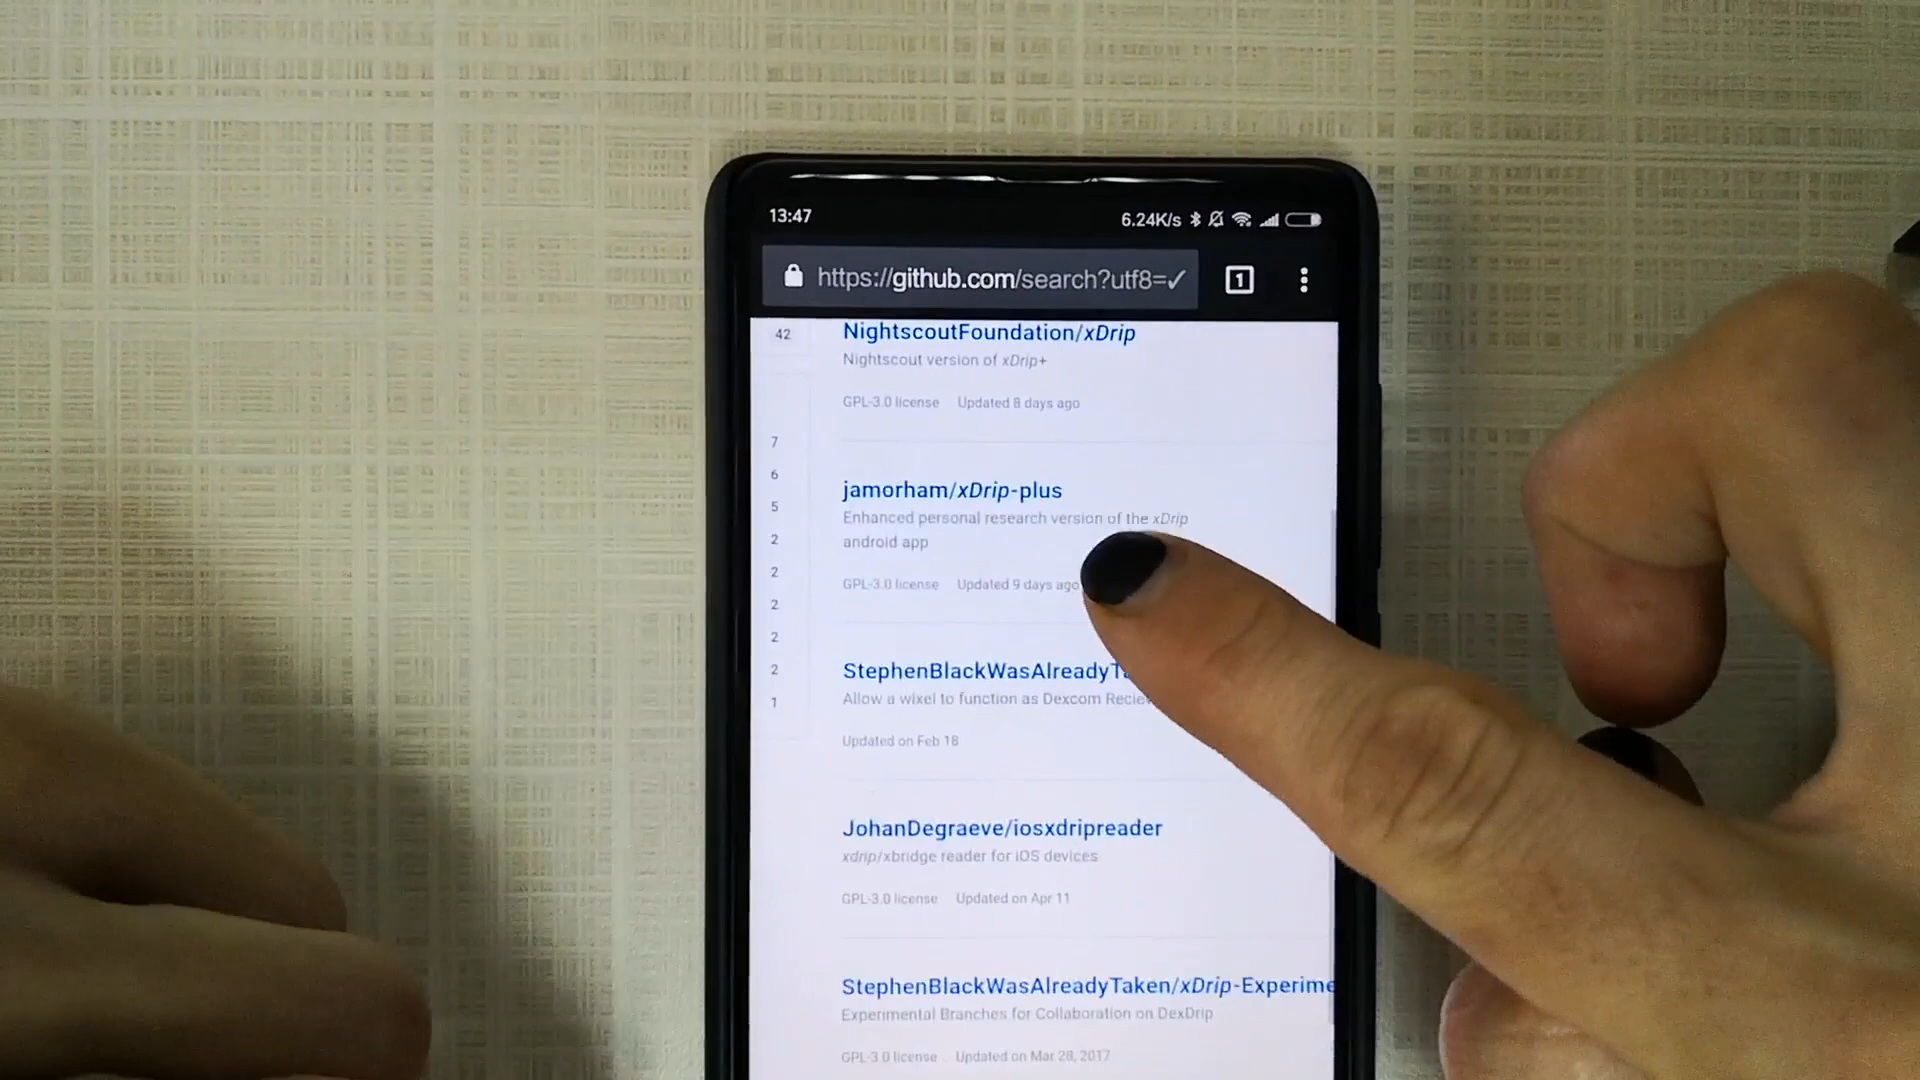 13:47
6.24K/s
https://github.com/search?utf8=✓
1
42
NightscoutFoundation/xDrip
Nightscout version of xDrip+
GPL-3.0 license Updated 8 days ago
7
6
5
2
2
2
2
2
1
jamorham/xDrip-plus
Enhanced personal research version of the xDrip
android app
GPL-3.0 license Updated 9 days ago
StephenBlackWasAlready
Allow a wixel to function as Dexcom
Updated on Feb 18
JohanDegraeve/iosxdripreader
xdrip/xbridge reader for iOS devices
GPL-3.0 license Updated on Apr 11
StephenBlackWasAlreadyTaken/xDrip-Experime
Experimental Branches for Collaboration on DexDrip
GPL-3.0 license Updated on Mar 28, 2017